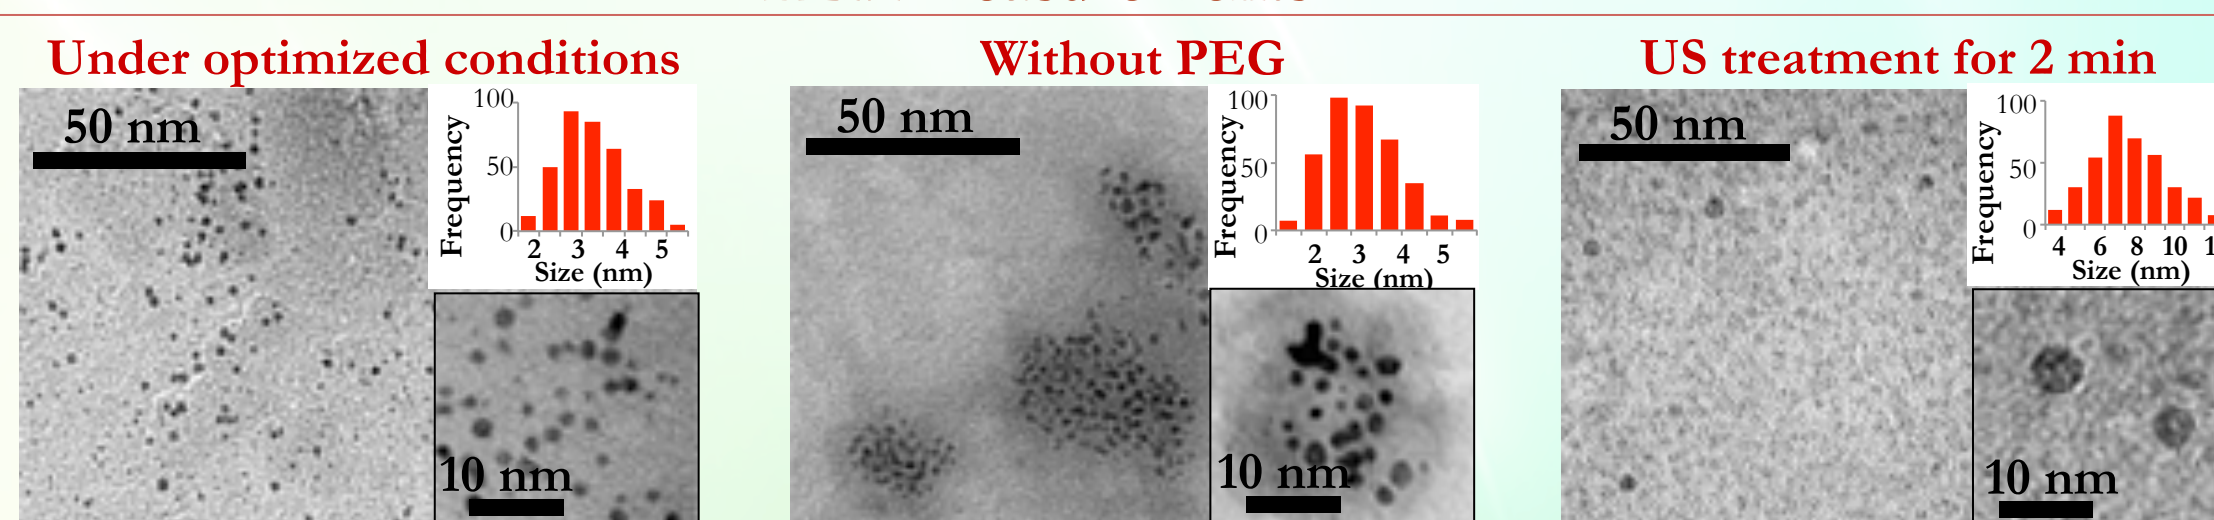 Under optimized conditions
50 nm
100
50
0
Frequency
2 3 4 5
Size (nm)
10 nm
Without PEG
50 nm
100
50
0
Frequency
2 3 4 5
Size (nm)
10 nm
US treatment for 2 min
50 nm
100
50
0
Frequency
4 6 8 10
Size (nm)
10 nm